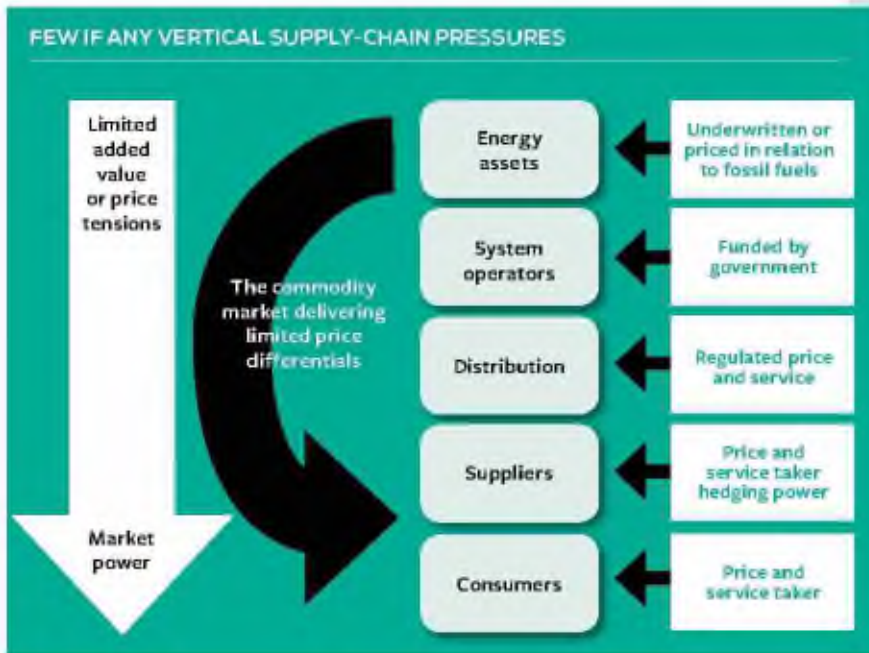 FEW IF ANY VERTICAL SUPPLY-CHAIN PRESSURES
Limited
added
value
or price
tensions
Market
power
The commodity
market delivering
limited price
differentials
Energy
assets
Underwritten or
priced in relation
to fossil fuels
System
operators
Funded by
government
Distribution
Regulated price
and service
Suppliers
Price and
service taker
hedging power
Consumers
Price and
service taker